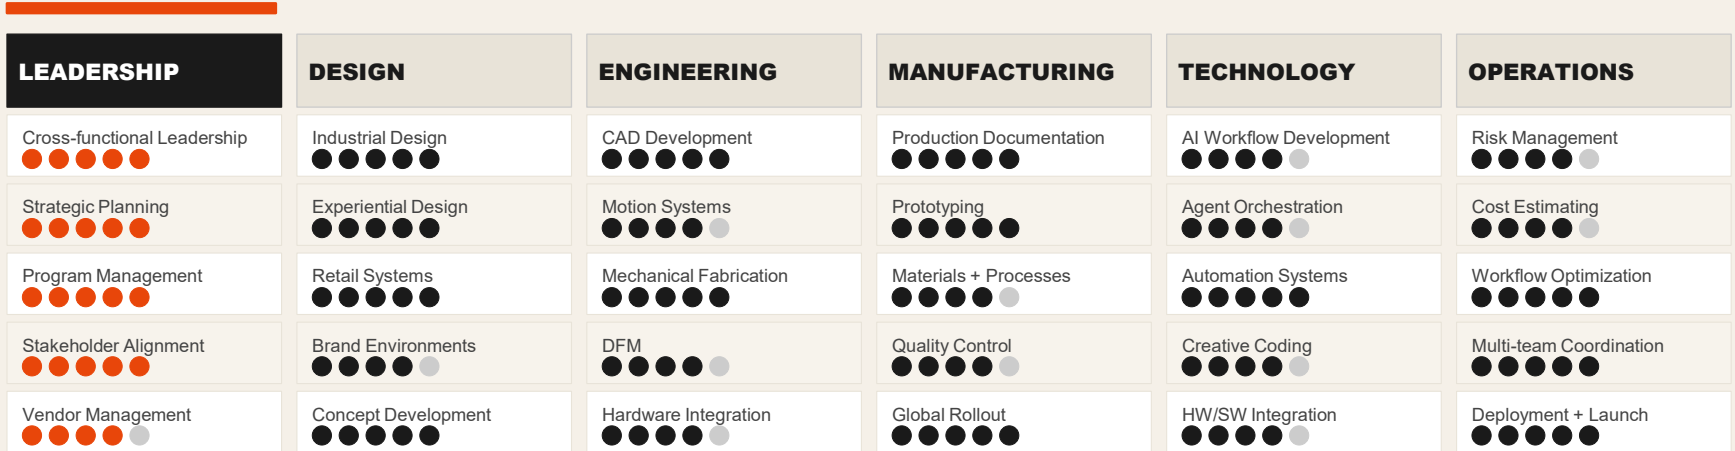 LEADERSHIP
Cross-functional Leadership
Strategic Planning
Program Management
Stakeholder Alignment
Vendor Management
DESIGN
Industrial Design
Experiential Design
Retail Systems
Brand Environments
Concept Development
ENGINEERING
CAD Development
Motion Systems
Mechanical Fabrication
DFM
Hardware Integration
MANUFACTURING
Production Documentation
Prototyping
Materials + Processes
Quality Control
Global Rollout
TECHNOLOGY
AI Workflow Development
Agent Orchestration
Automation Systems
Creative Coding
HW/SW Integration
OPERATIONS
Risk Management
Cost Estimating
Workflow Optimization
Multi-team Coordination
Deployment + Launch